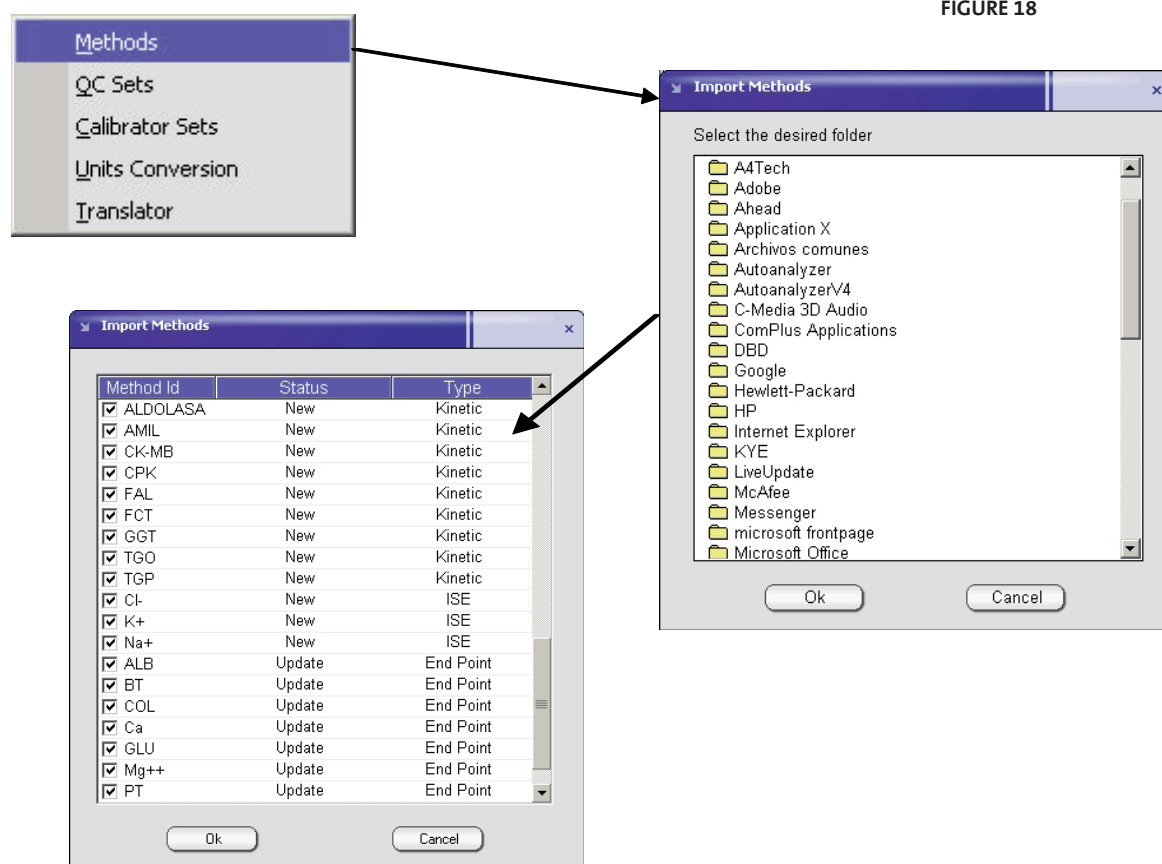 FIGURE 18
Methods
QC Sets
Calibrator Sets
Units Conversion
Translator
Import Methods
Select the desired folder
A4Tech
Adobe
Ahead
Application X
Archivos comunes
Autoanalyzer
AutoanalyzerV4
C-Media 3D Audio
ComPlus Applications
DBD
Google
Hewlett-Packard
HP
Internet Explorer
KYE
LiveUpdate
McAfee
Messenger
microsoft frontpage
Microsoft Office
Ok Cancel
Import Methods
Method Id Status Type
ALDOLASA New Kinetic
AMIL New Kinetic
CK-MB New Kinetic
CPK New Kinetic
FAL New Kinetic
FCT New Kinetic
GGT New Kinetic
TGO New Kinetic
TGP New Kinetic
Cl- New ISE
K+ New ISE
Na+ New ISE
ALB Update End Point
BT Update End Point
COL Update End Point
Ca Update End Point
GLU Update End Point
Mg++ Update End Point
PT Update End Point
Ok Cancel